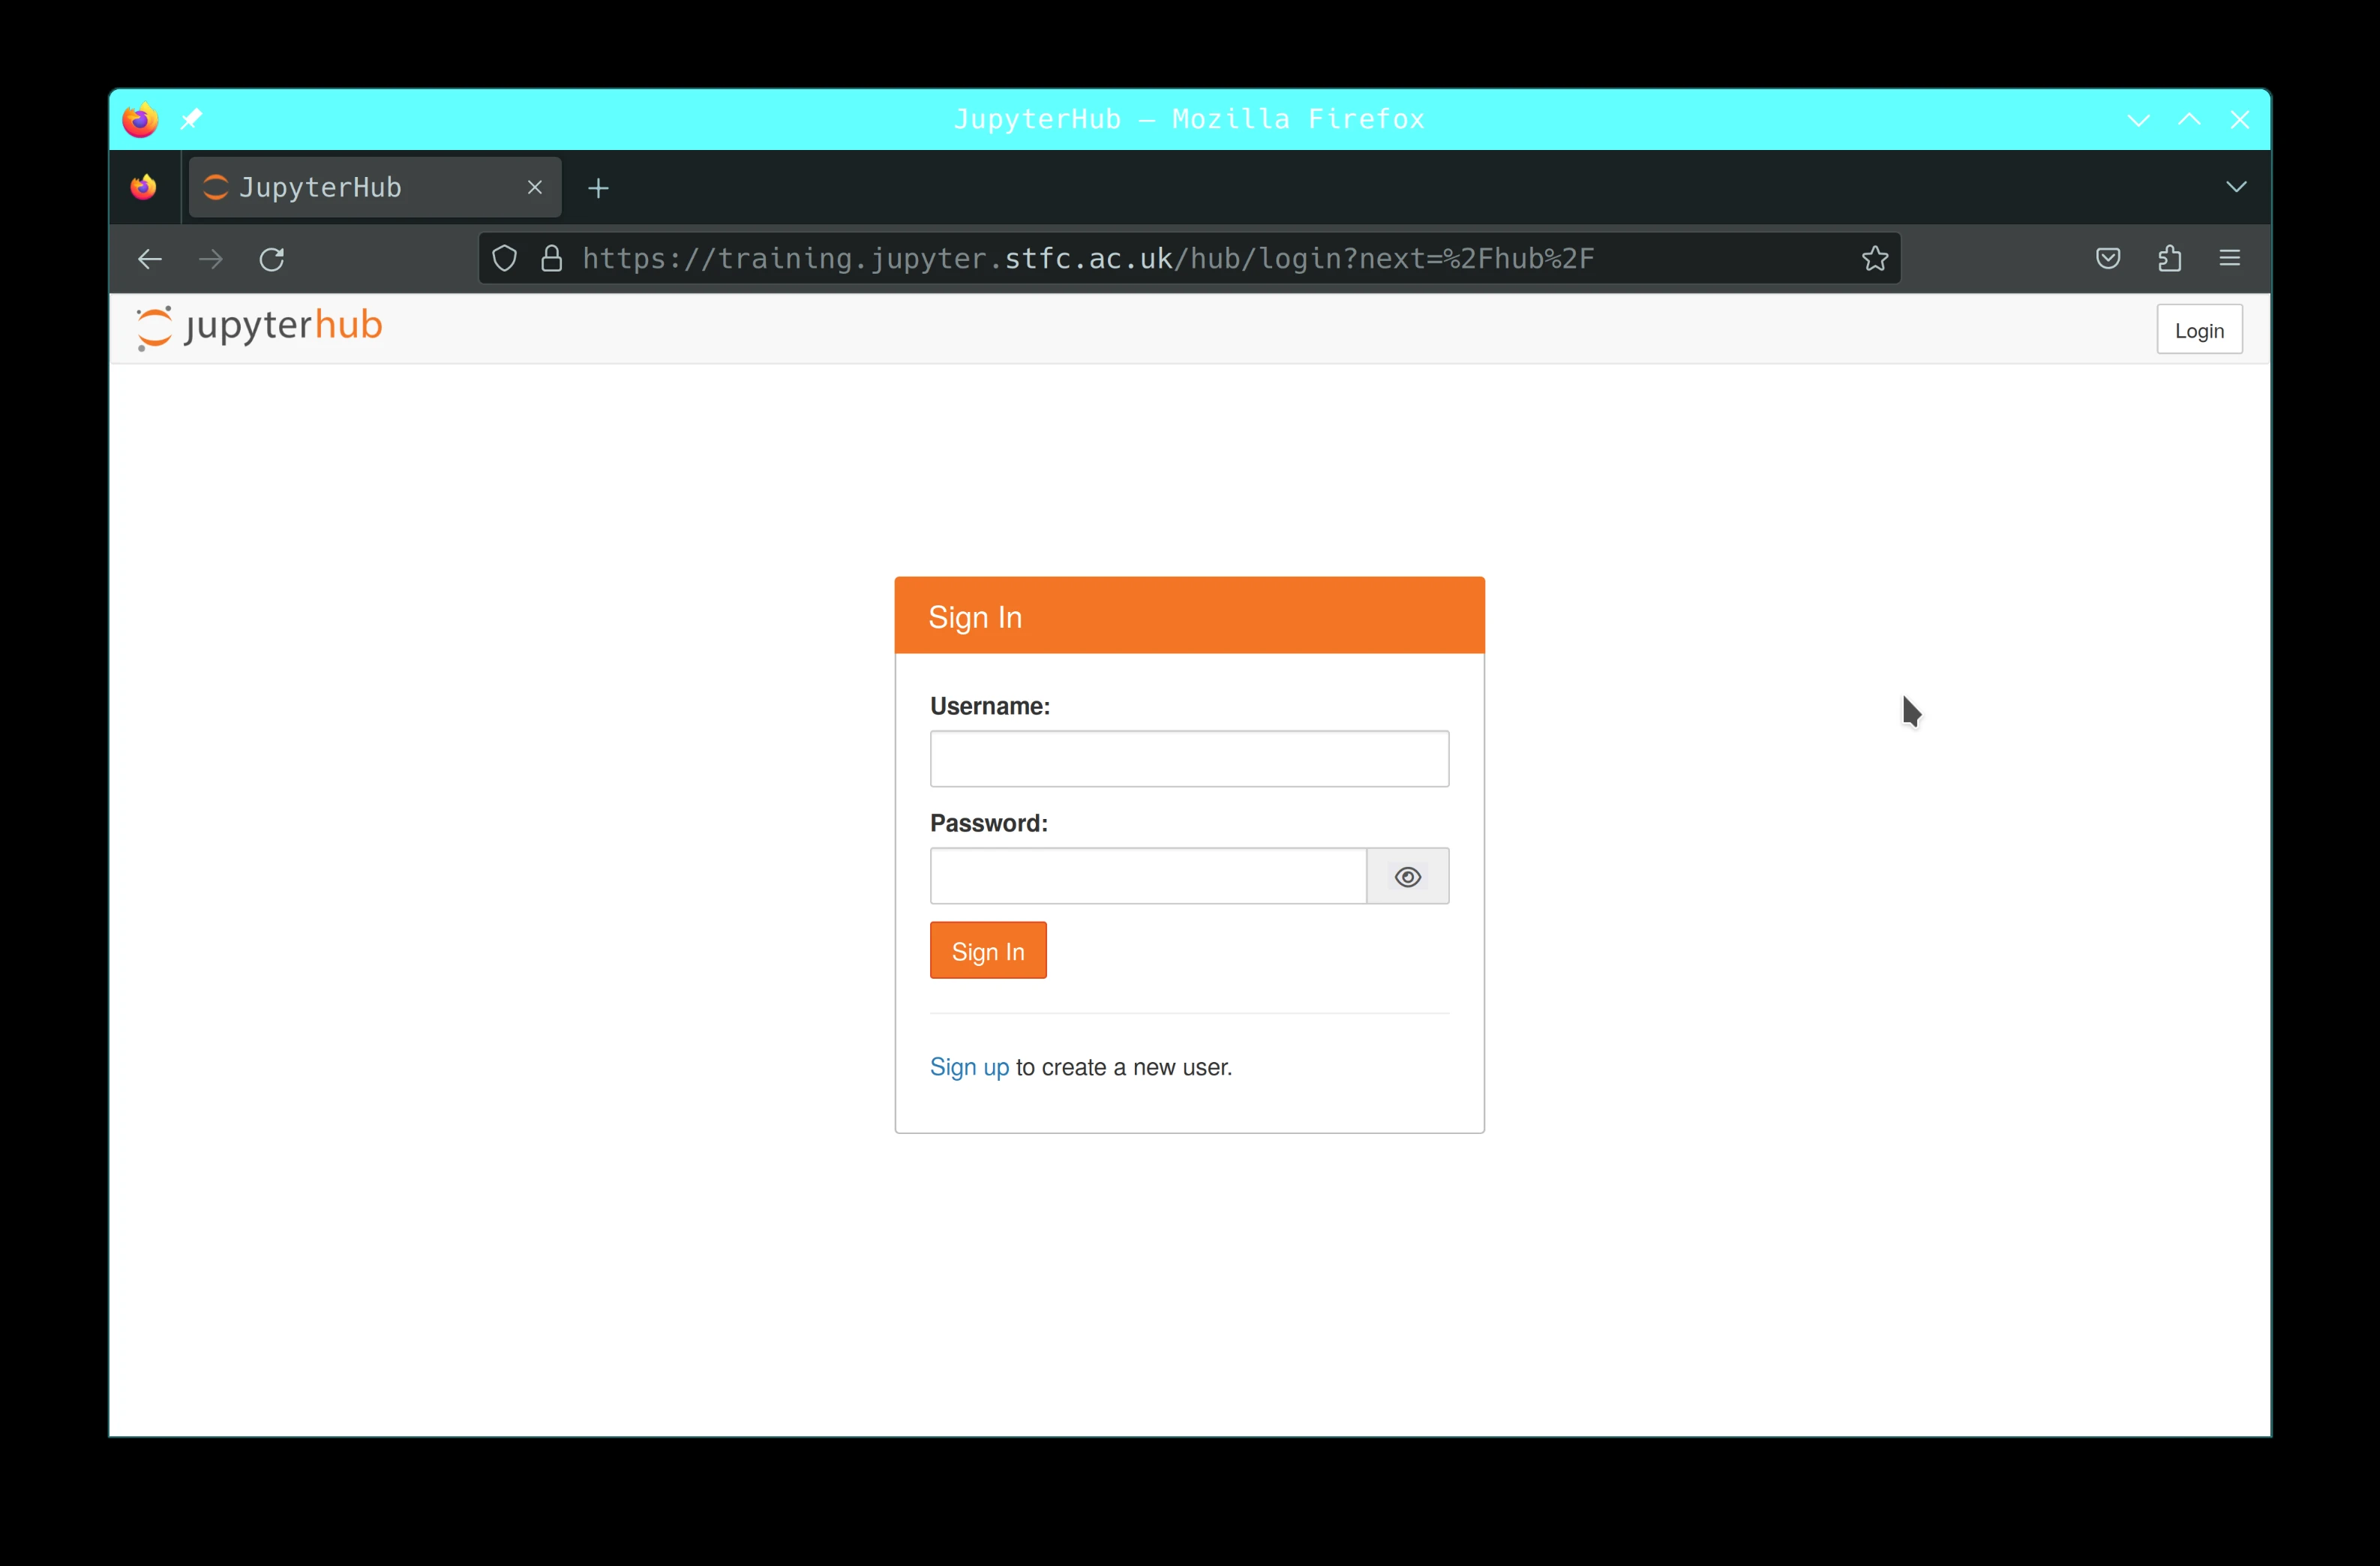 JupyterHub — Mozilla Firefox
JupyterHub
https://training.jupyter.stfc.ac.uk/hub/login?next=%2Fhub%2F
jupyterhub
Login
Sign In
Username:
Password:
Sign In
Sign up to create a new user.